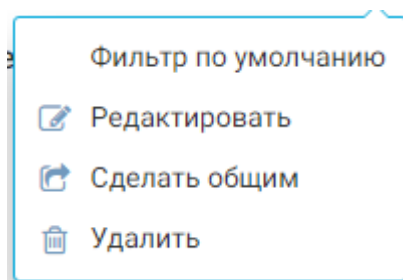 Фильтр по умолчанию
Редактировать
Сделать общим
Удалить